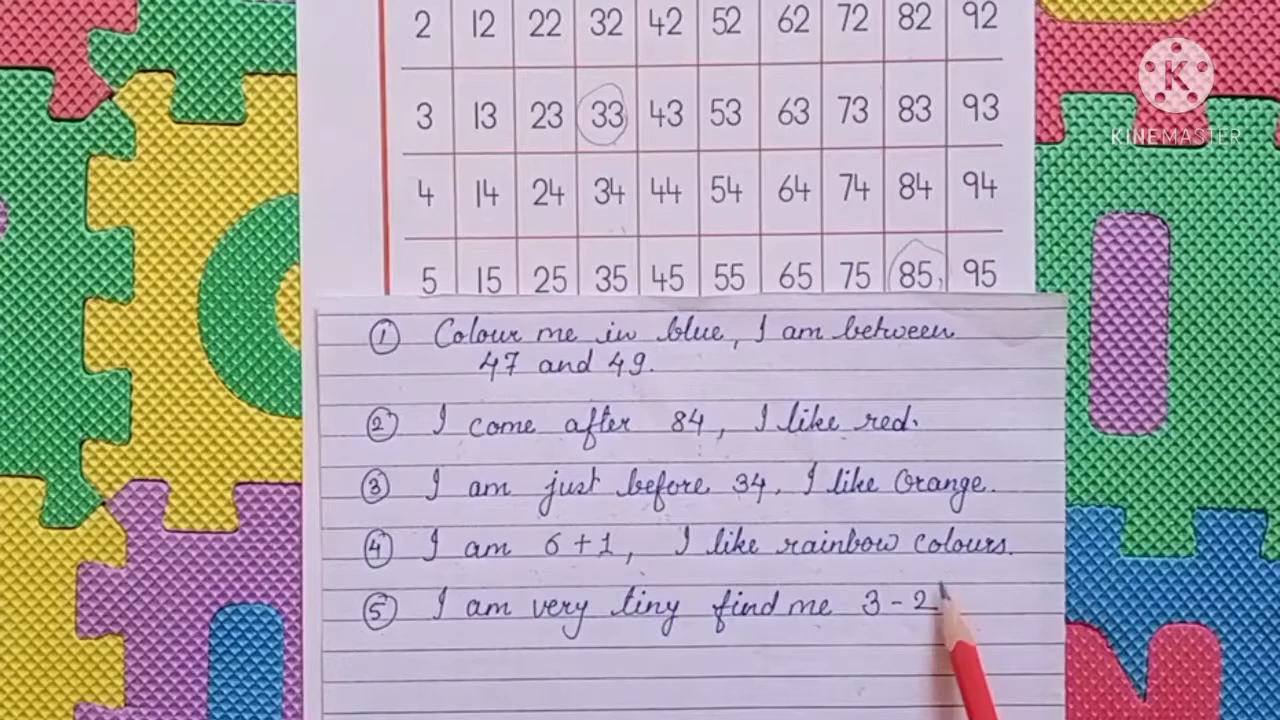 2 12 22 32 42 52 62 72 82 92
3 13 23 33 43 53 63 73 83 93
4 14 24 34 44 54 64 74 84 94
5 15 25 35 45 55 65 75 85 95
① Colour me in blue, I am between
47 and 49.
② I come after 84, I like red.
③ I am just before 34, I like Orange.
④ I am 6+1, I like rainbow colours.
⑤ I am very tiny find me 3-2
K
KINEMASTER